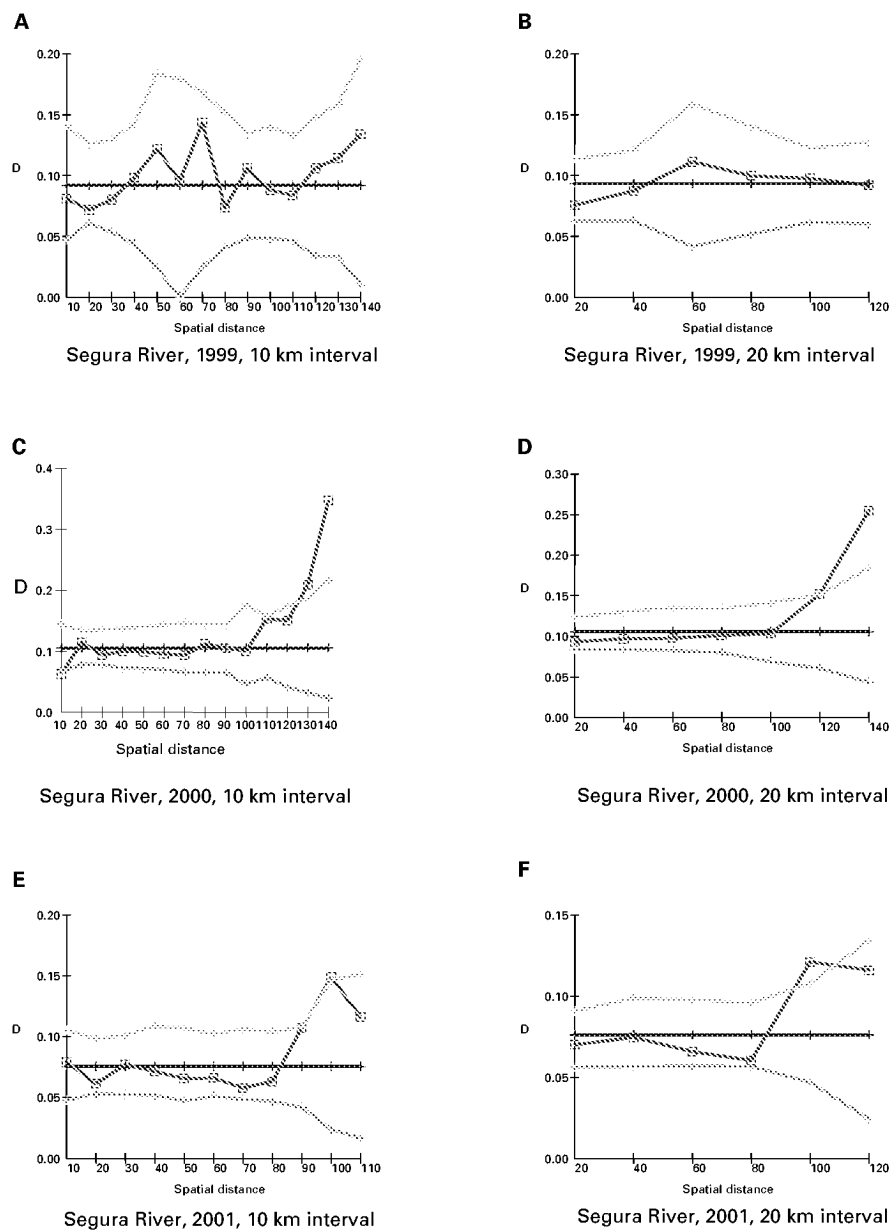 A
0.20
0.15
D
0.10
0.05
0.00
10 20 30 40 50 60 70 80 90 100 110 120 130 140
Spatial distance
Segura River, 1999, 10 km interval
B
0.20
0.15
D
0.10
0.05
0.00
20 40 60 80 100 120
Spatial distance
Segura River, 1999, 20 km interval
C
0.4
0.3
0.2
D
0.1
0.0
10 20 30 40 50 60 70 80 90 100 110 120 130 140
Spatial distance
Segura River, 2000, 10 km interval
D
0.30
0.25
0.20
D
0.15
0.10
0.05
0.00
20 40 60 80 100 120 140
Spatial distance
Segura River, 2000, 20 km interval
E
0.20
0.15
D
0.10
0.05
0.00
10 20 30 40 50 60 70 80 90 100 110
Spatial distance
Segura River, 2001, 10 km interval
F
0.15
0.10
D
0.05
0.00
20 40 60 80 100 120
Spatial distance
Segura River, 2001, 20 km interval